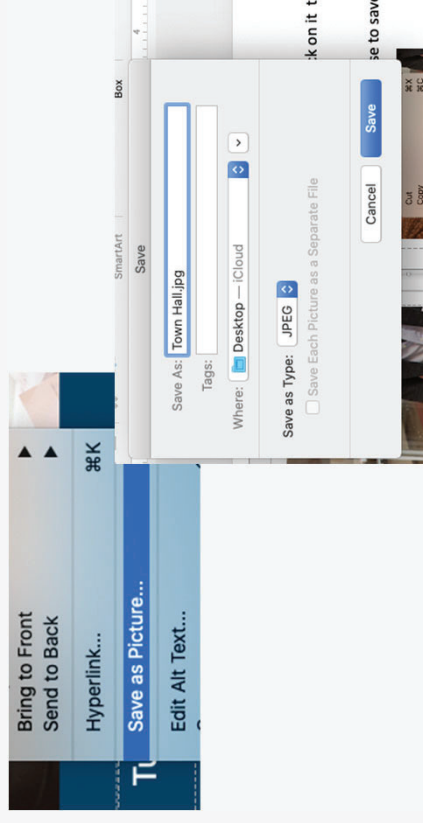 Bring to Front
Send to Back
Hyperlink... ⌘K
Save as Picture...
Edit Alt Text...
SmartArt
Box
4
Save
Save As: Town Hall.jpg
Tags:
Where: Desktop — iCloud
Save as Type: JPEG
Save Each Picture as a Separate File
Cancel Save
on it
se to
Cut ⌘X
Copy ⌘C